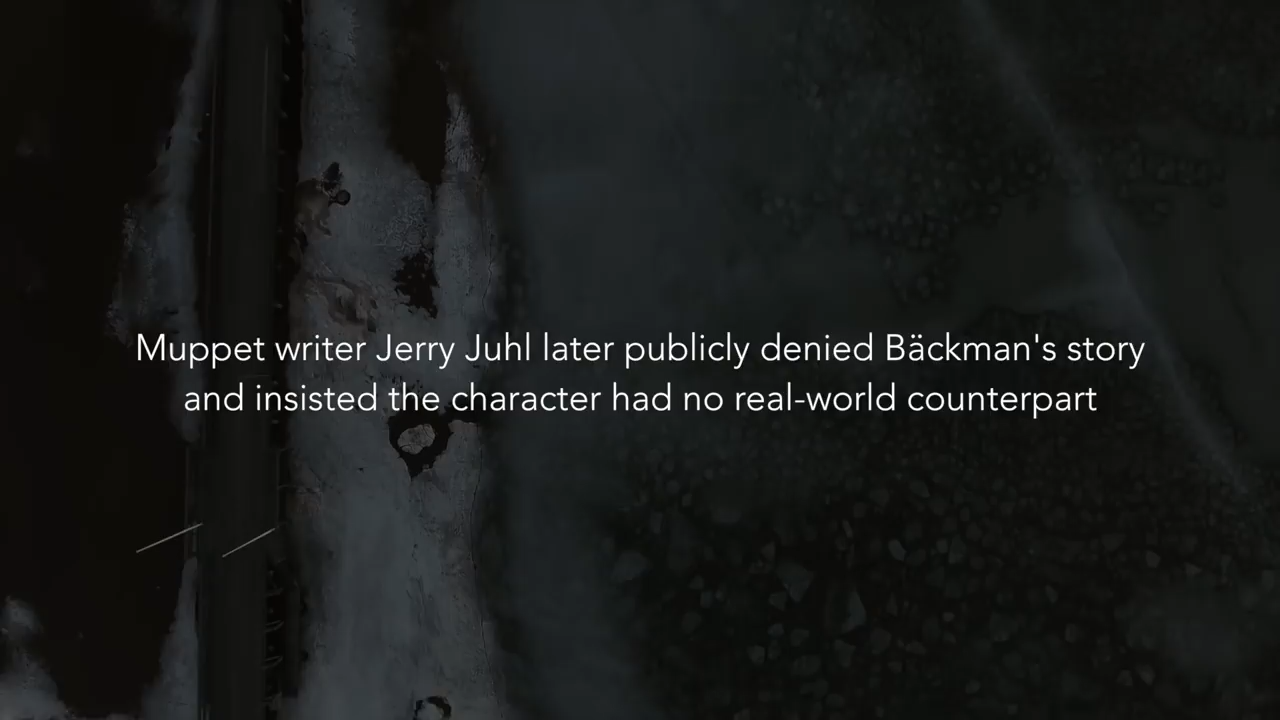 Muppet writer Jerry Juhl later publicly denied Bäckman's story
and insisted the character had no real-world counterpart